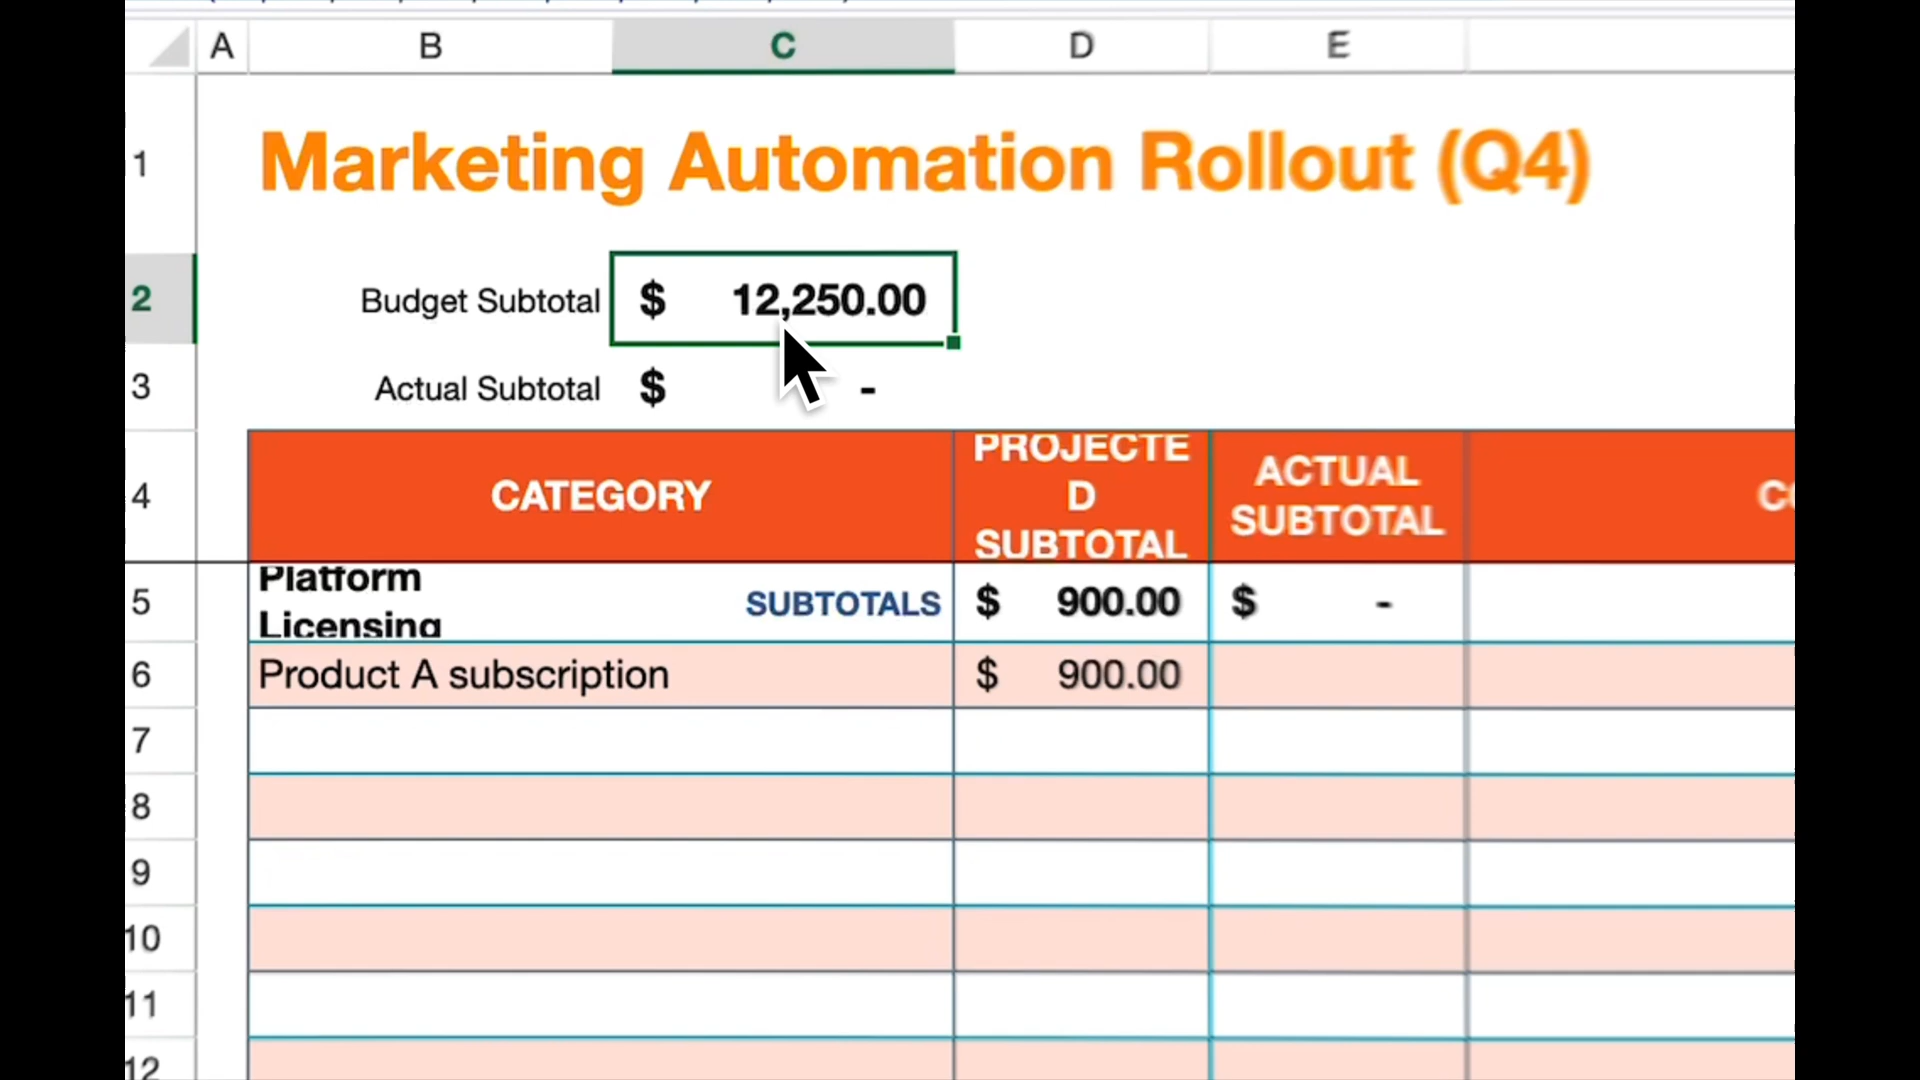 A B C D E
1 Marketing Automation Rollout (Q4)
2 Budget Subtotal $ 12,250.00
3 Actual Subtotal $ -
4 CATEGORY PROJECTE
D
SUBTOTAL ACTUAL
SUBTOTAL
5 Platform
Licensing SUBTOTALS $ 900.00 $ -
6 Product A subscription $ 900.00
7
8
9
10
11
12